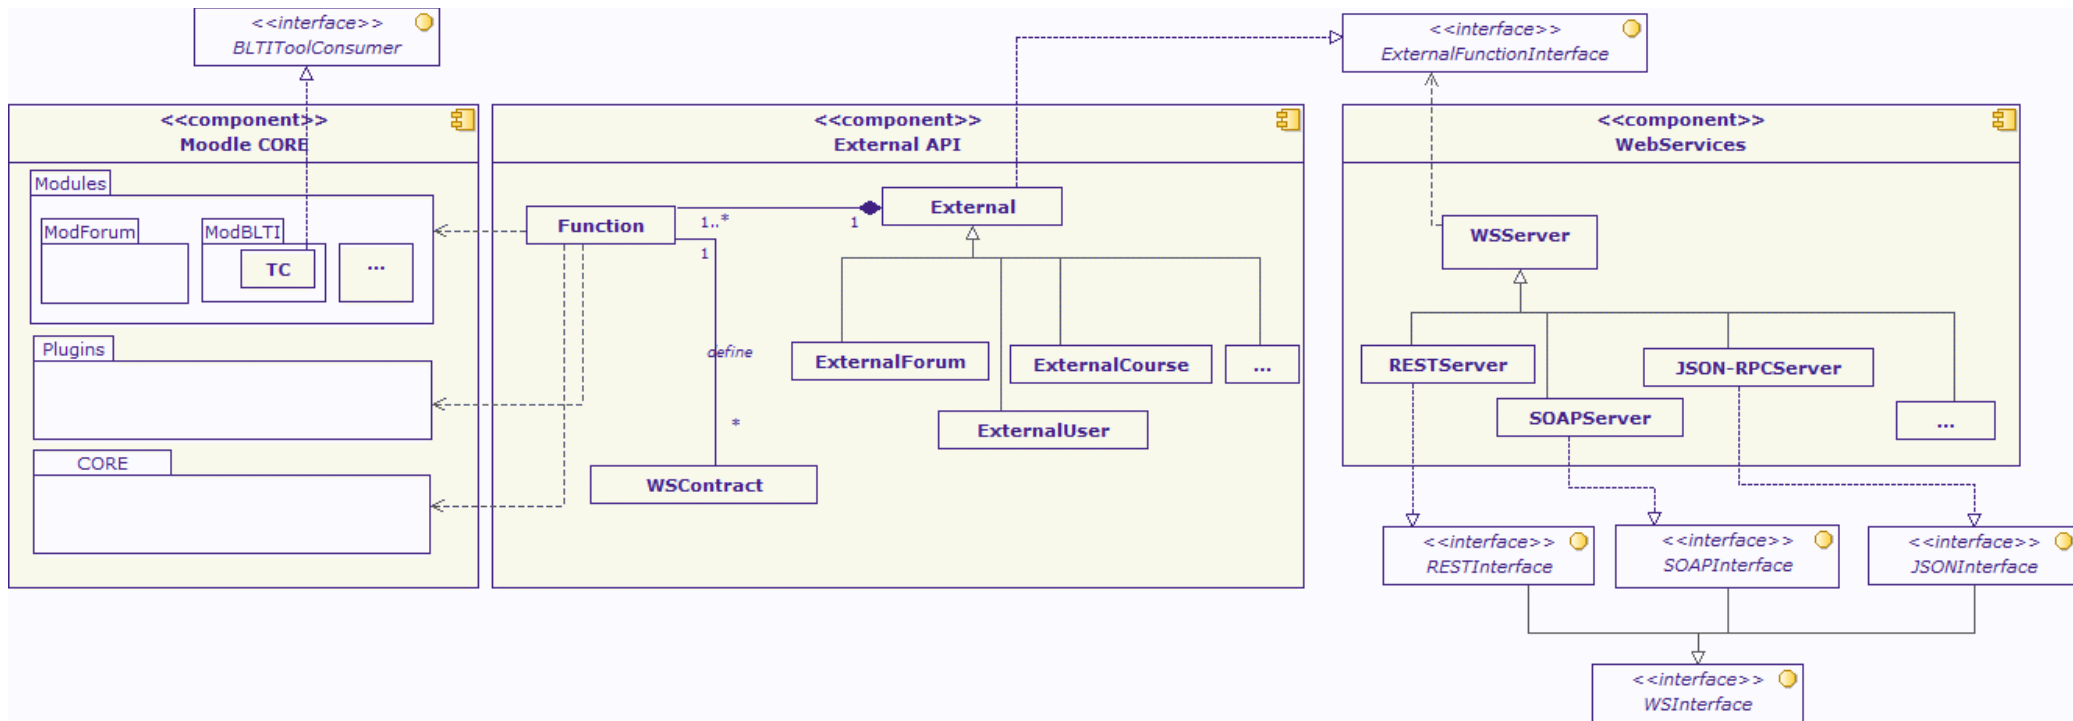 <<interface>>
BLTIToolConsumer
<<interface>>
ExternalFunctionInterface
<<component>>
Moodle CORE
<<component>>
External API
<<component>>
WebServices
Modules
ModForum
ModBLTI
TC
...
Plugins
CORE
Function
1..*
1
External
1
define
*
WSContract
ExternalForum
ExternalCourse
...
ExternalUser
WSServer
RESTServer
JSON-RPCServer
SOAPServer
...
<<interface>>
RESTInterface
<<interface>>
SOAPInterface
<<interface>>
JSONInterface
<<interface>>
WSInterface